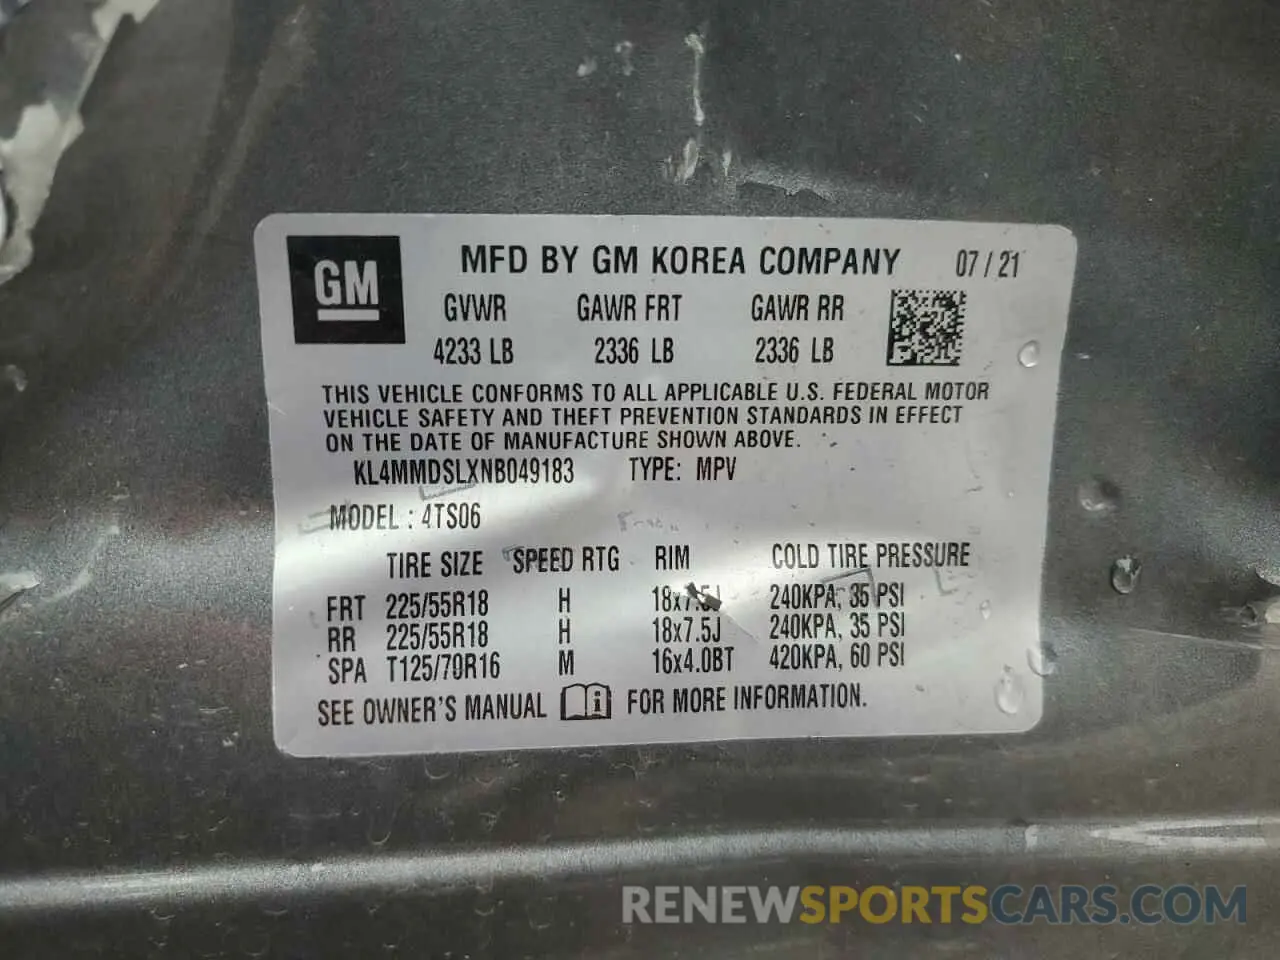 GM
MFD BY GM KOREA COMPANY 07/21
GVWR GAWR FRT GAWR RR
4233 LB 2336 LB 2336 LB
THIS VEHICLE CONFORMS TO ALL APPLICABLE U.S. FEDERAL MOTOR
VEHICLE SAFETY AND THEFT PREVENTION STANDARDS IN EFFECT
ON THE DATE OF MANUFACTURE SHOWN ABOVE.
KL4MMDSLXNB049183 TYPE: MPV
MODEL : 4TS06
TIRE SIZE SPEED RTG RIM COLD TIRE PRESSURE
FRT 225/55R18 H 18x7.5J 240KPA, 35 PSI
RR 225/55R18 H 18x7.5J 240KPA, 35 PSI
SPA T125/70R16 M 16x4.0BT 420KPA, 60 PSI
SEE OWNER'S MANUAL i FOR MORE INFORMATION.
RENEWSPORTSCARS.COM